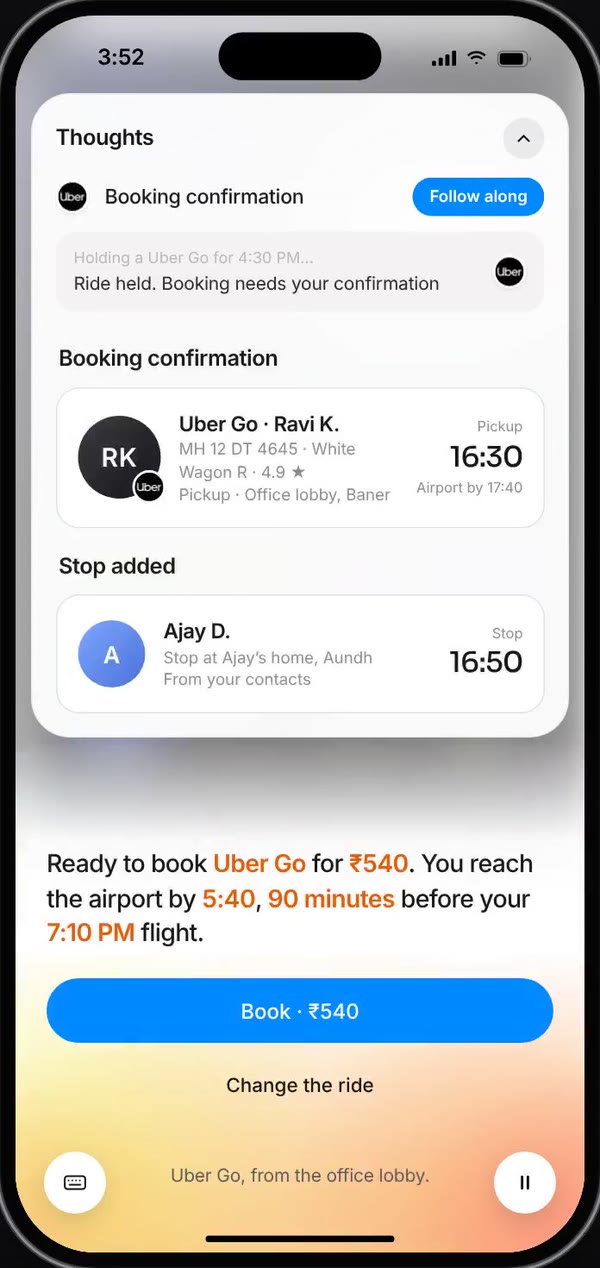 3:52
Thoughts
Uber
Booking confirmation
Follow along
Holding a Uber Go for 4:30 PM...
Ride held. Booking needs your confirmation
Uber
Booking confirmation
RK
Uber
Uber Go · Ravi K.
MH 12 DT 4645 · White
Wagon R · 4.9 ★
Pickup · Office lobby, Baner
Pickup
16:30
Airport by 17:40
Stop added
A
Ajay D.
Stop at Ajay’s home, Aundh
From your contacts
Stop
16:50
Ready to book Uber Go for ₹540. You reach
the airport by 5:40, 90 minutes before your
7:10 PM flight.
Book · ₹540
Change the ride
Uber Go, from the office lobby.